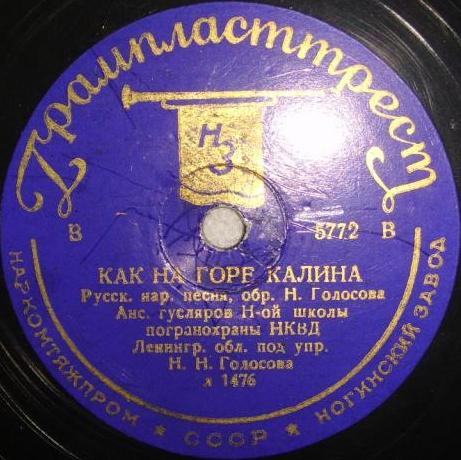 Грампласттрест
НЗ
В 5772 В
КАК НА ГОРЕ КАЛИНА
Русск. нар. песня, обр. Н. Голосова
Анс. гусляров Н-ой школы
погранохраны НКВД
Ленингр. обл. под упр.
Н. Н. Голосова
л 1476
НАРКОМТЯЖПРОМ ★ СССР ★ НОГИНСКИЙ ЗАВОД